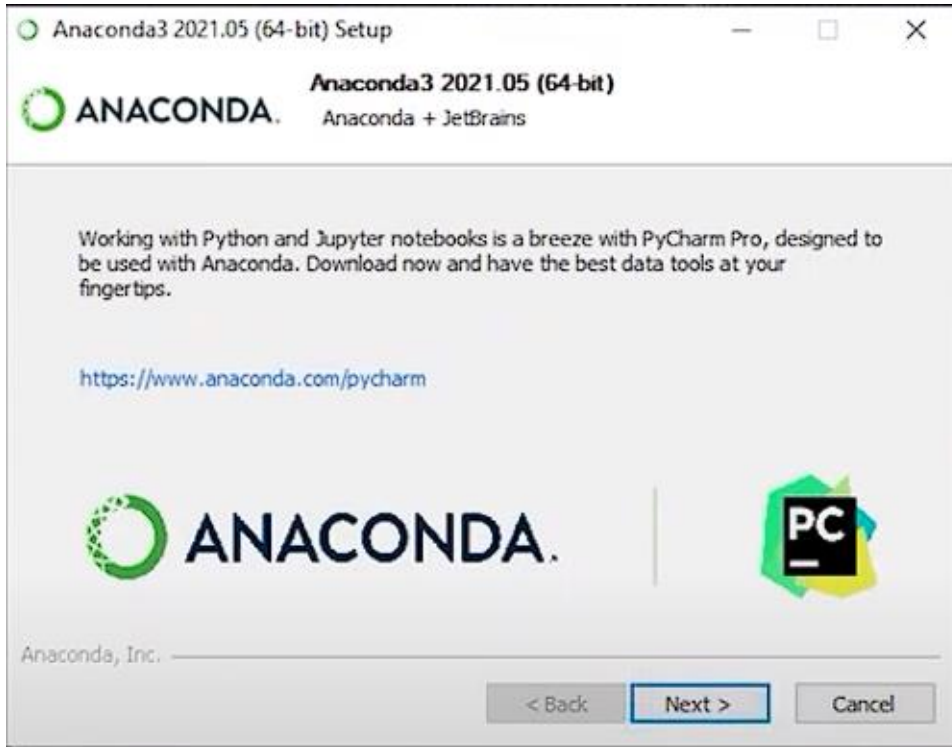 Anaconda3 2021.05 (64-bit) Setup
ANACONDA.
Anaconda3 2021.05 (64-bit)
Anaconda + JetBrains
Working with Python and Jupyter notebooks is a breeze with PyCharm Pro, designed to
be used with Anaconda. Download now and have the best data tools at your
fingertips.
https://www.anaconda.com/pycharm
ANACONDA.
PC
Anaconda, Inc.
< Back
Next >
Cancel